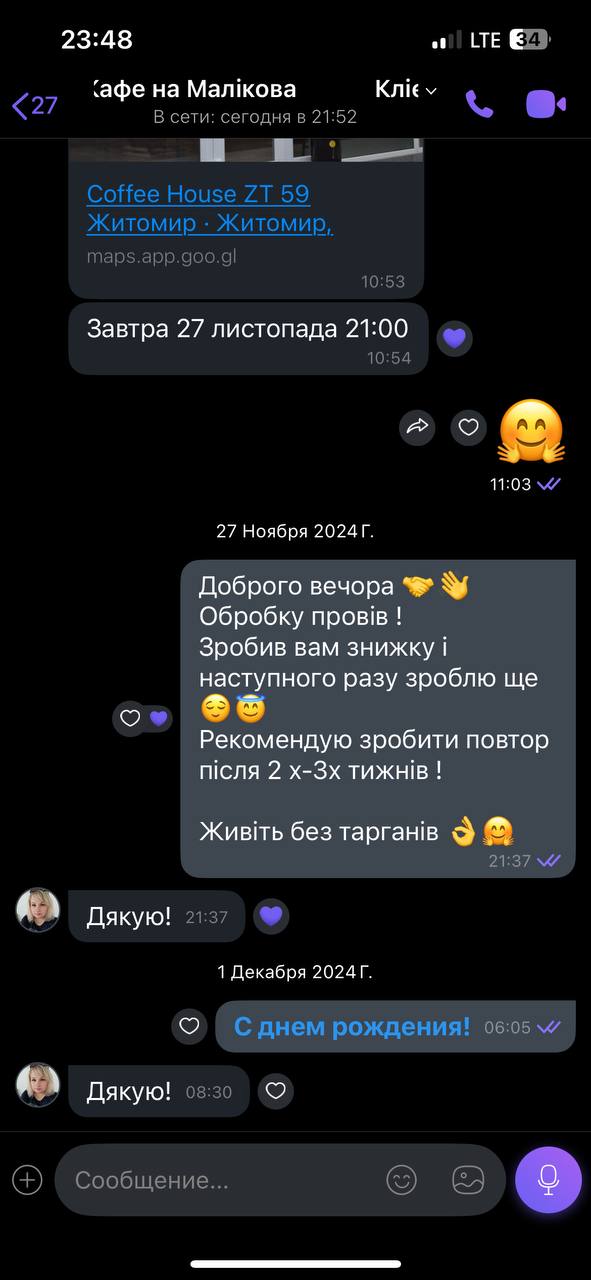 23:48
LTE 34
27
Кафе на Малікова Кліє
В сети: сегодня в 21:52
Coffee House ZT 59
Житомир · Житомир,
maps.app.goo.gl
10:53
Завтра 27 листопада 21:00
10:54
11:03
27 Ноября 2024 Г.
Доброго вечора 🤝👋
Обробку провів !
Зробив вам знижку і
наступного разу зроблю ще
😌😇
Рекомендую зробити повтор
після 2 х-3х тижнів !
Живіть без тарганів 👌🤗
21:37
Дякую! 21:37
1 Декабря 2024 Г.
С днем рождения! 06:05
Дякую! 08:30
Сообщение...